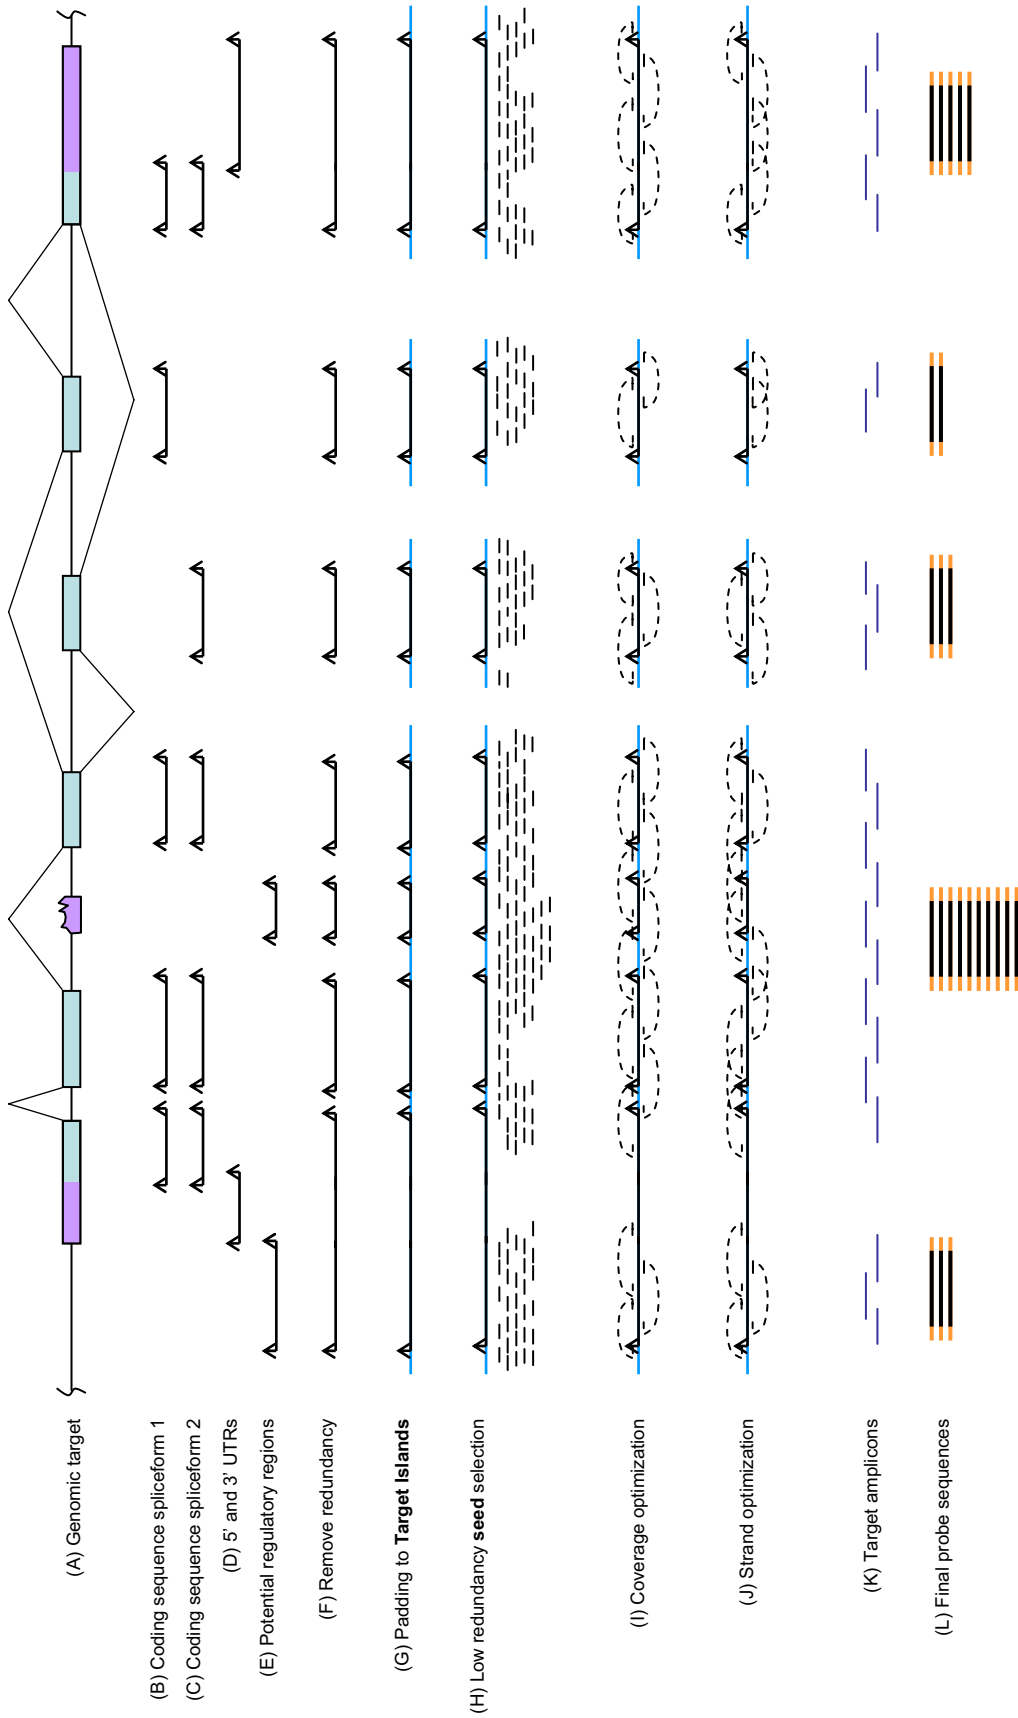 (A) Genomic target
(B) Coding sequence spliceform 1
(C) Coding sequence spliceform 2
(D) 5’ and 3’ UTRs
(E) Potential regulatory regions
(F) Remove redundancy
(G) Padding to Target Islands
(H) Low redundancy seed selection
(I) Coverage optimization
(J) Strand optimization
(K) Target amplicons
(L) Final probe sequences